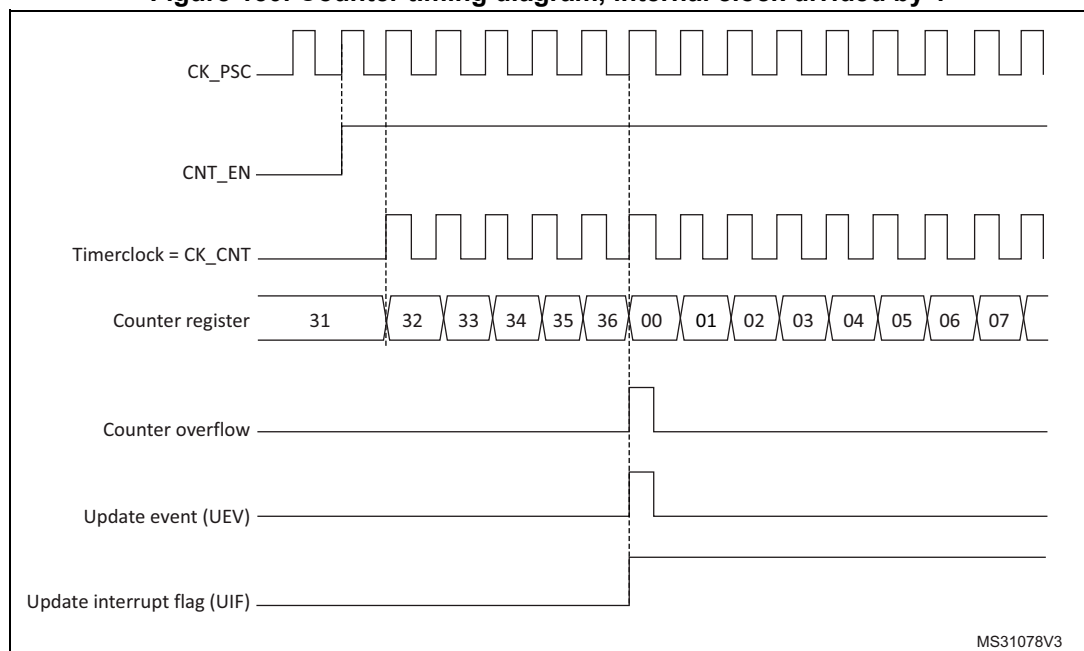 CK_PSC
CNT_EN
Timerclock = CK_CNT
Counter register 31 32 33 34 35 36 00 01 02 03 04 05 06 07
Counter overflow
Update event (UEV)
Update interrupt flag (UIF)
MS31078V3